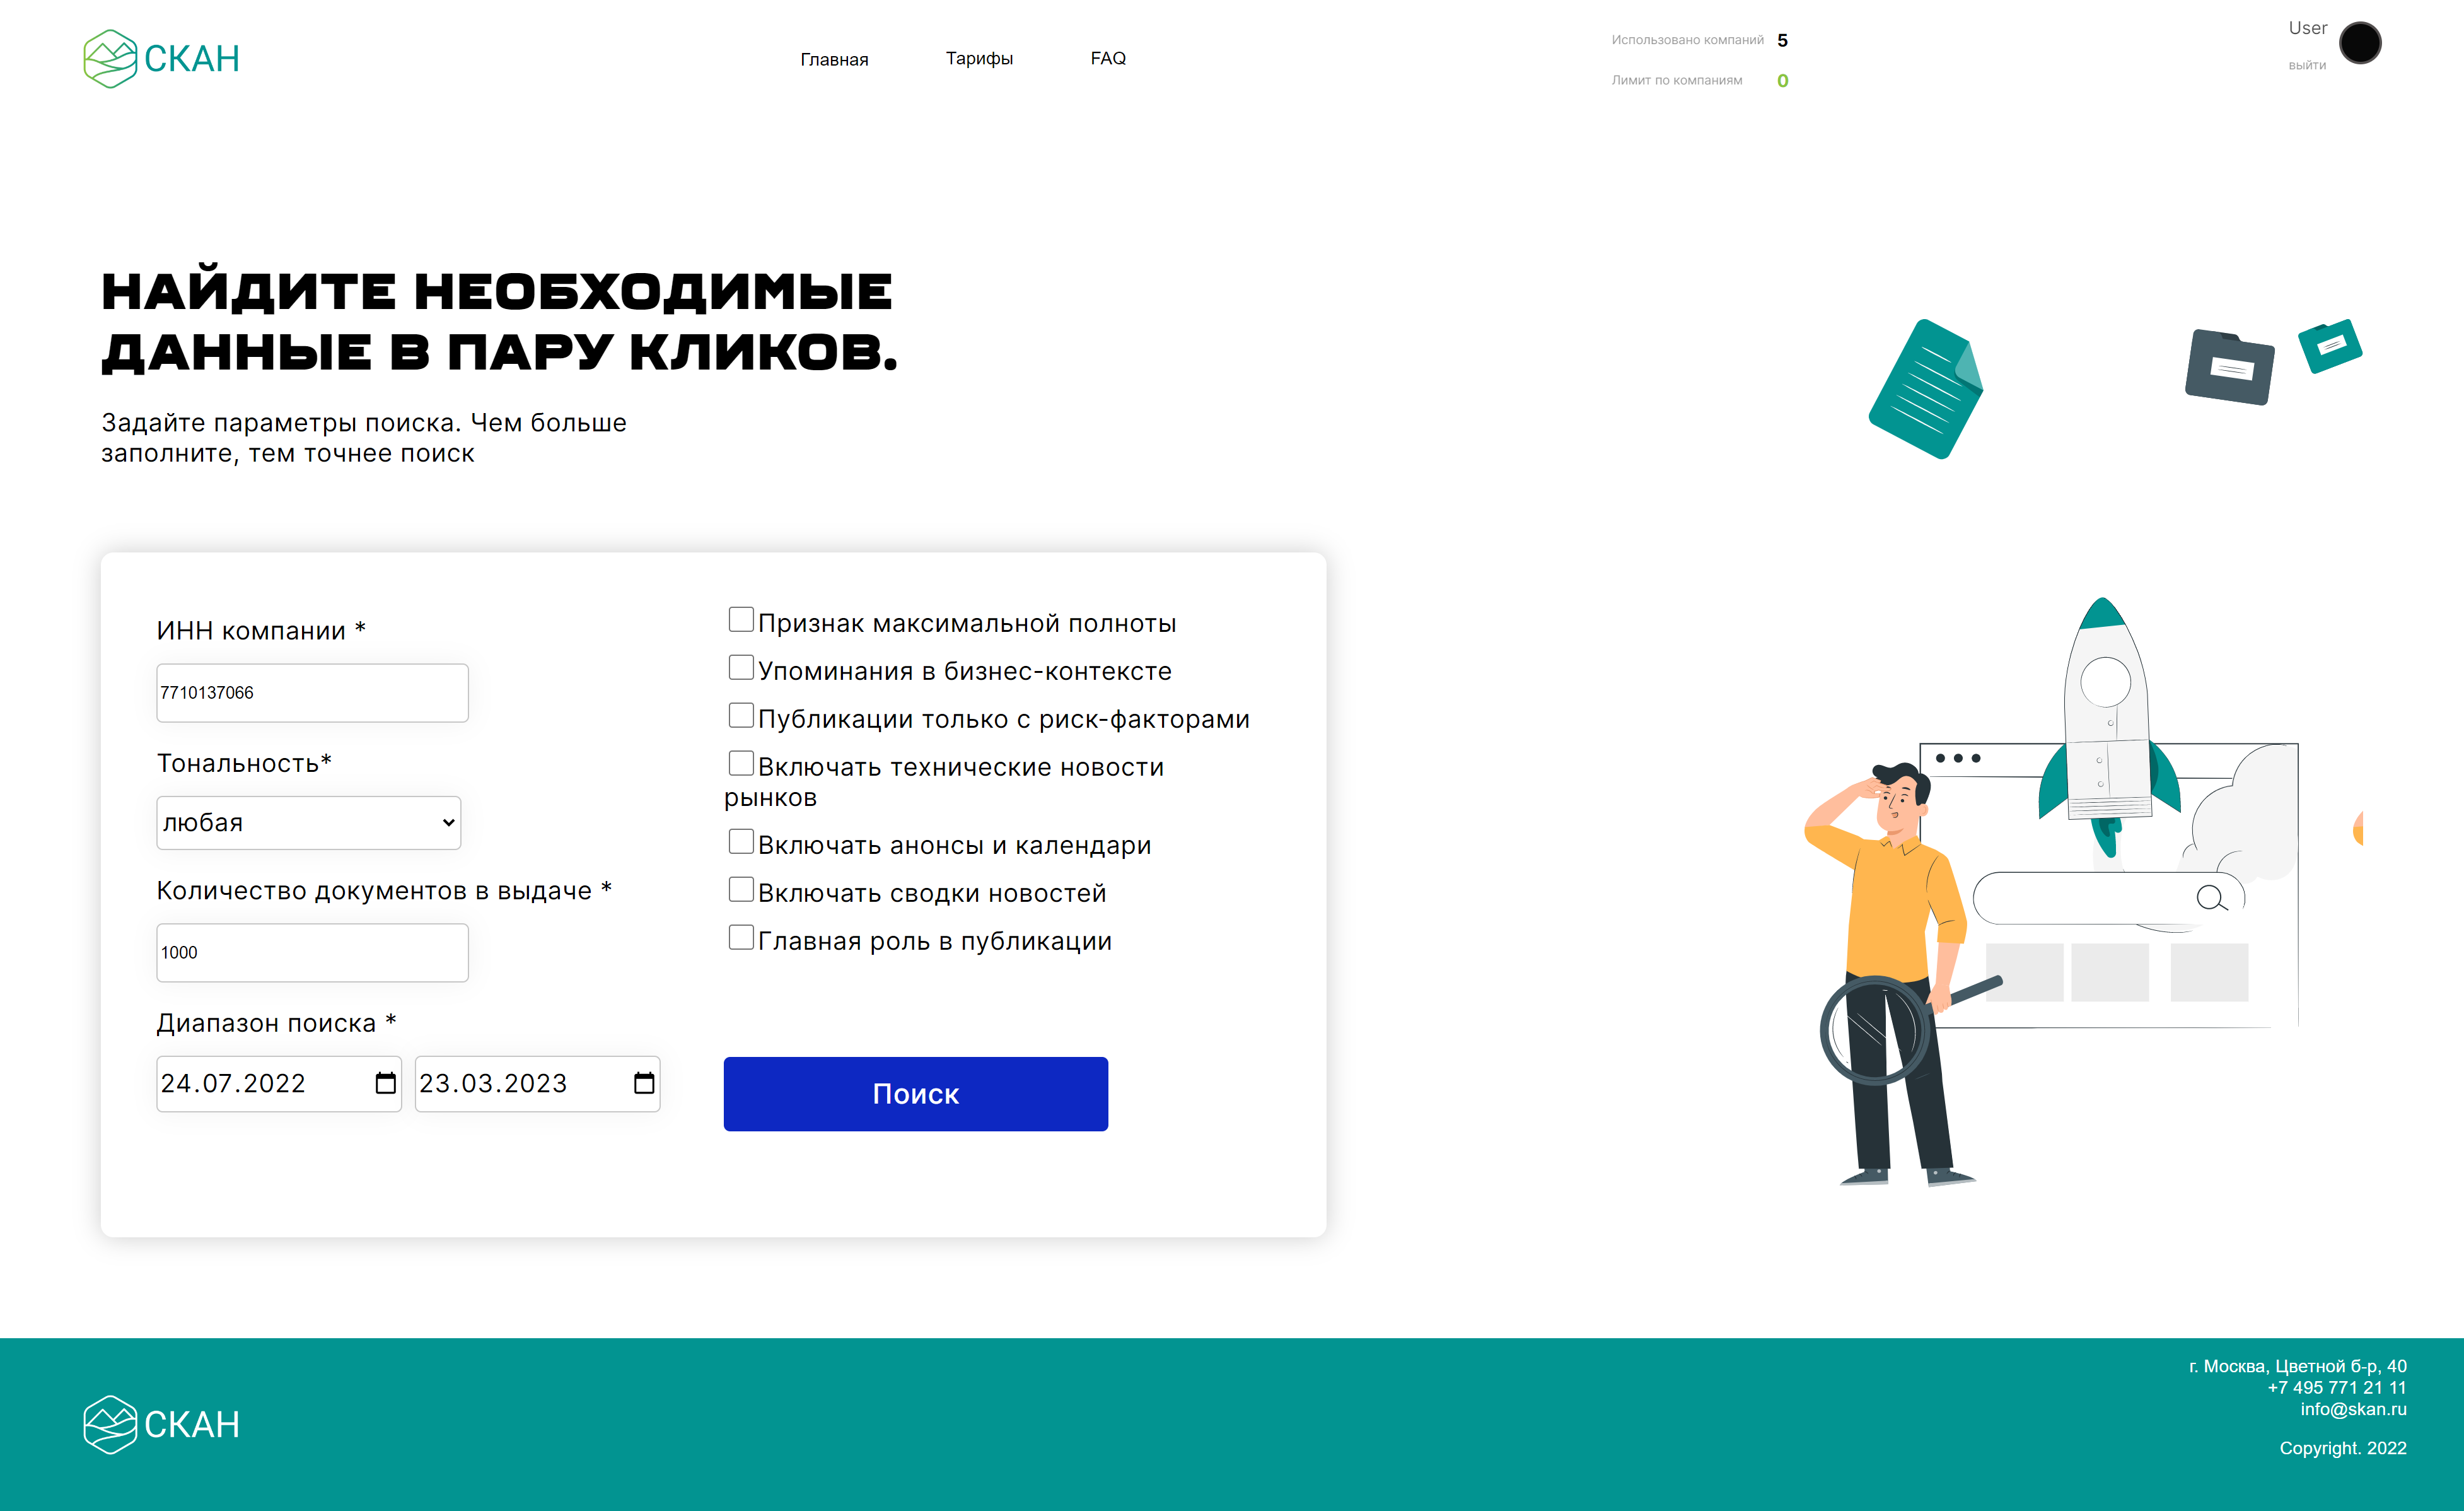 СКАН
Главная
Тарифы
FAQ
Использовано компаний 5
Лимит по компаниям 0
User
выйти
НАЙДИТЕ НЕОБХОДИМЫЕ
ДАННЫЕ В ПАРУ КЛИКОВ.
Задайте параметры поиска. Чем больше
заполните, тем точнее поиск
ИНН компании *
7710137066
Тональность*
любая
Количество документов в выдаче *
1000
Диапазон поиска *
24.07.2022
23.03.2023
Признак максимальной полноты
Упоминания в бизнес-контексте
Публикации только с риск-факторами
Включать технические новости
рынков
Включать анонсы и календари
Включать сводки новостей
Главная роль в публикации
Поиск
СКАН
г. Москва, Цветной б-р, 40
+7 495 771 21 11
info@skan.ru
Copyright. 2022